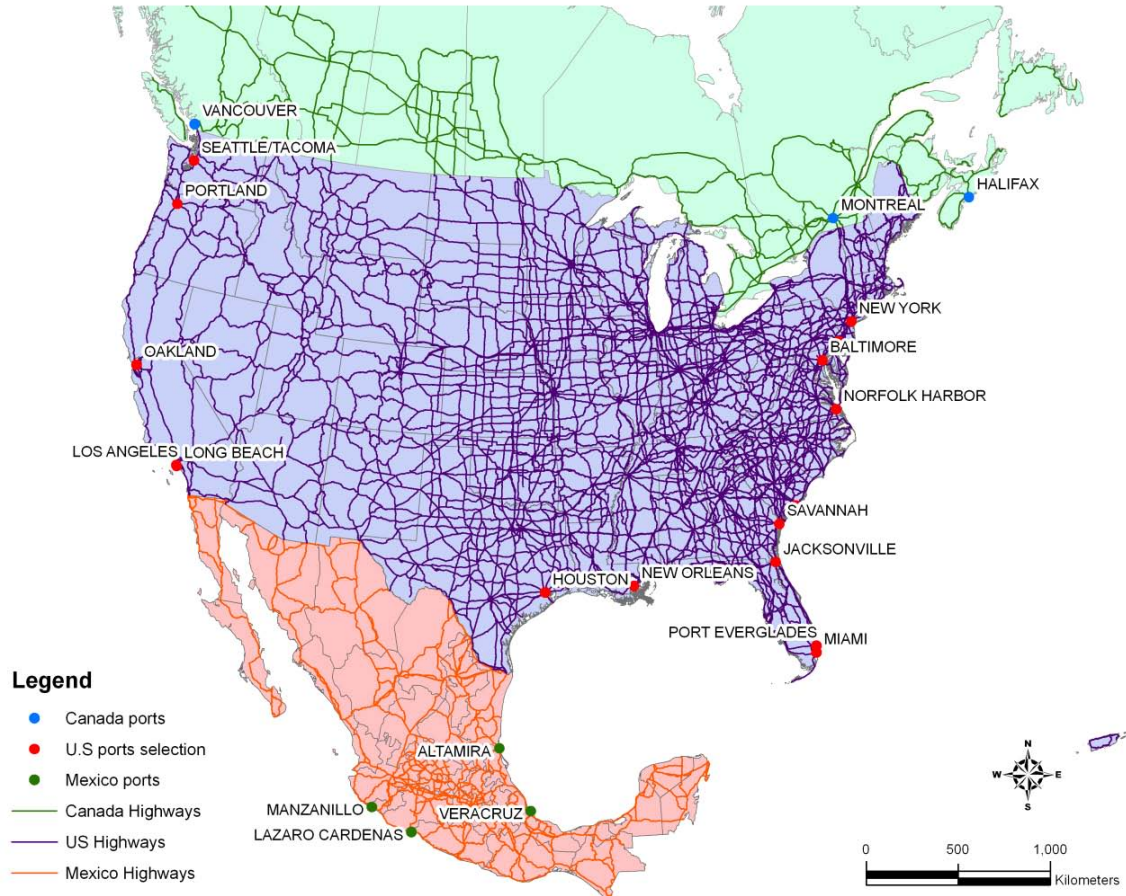 VANCOUVER
SEATTLE/TACOMA
PORTLAND
HALIFAX
MONTREAL
NEW YORK
OAKLAND
BALTIMORE
NORFOLK HARBOR
LOS ANGELES
LONG BEACH
SAVANNAH
JACKSONVILLE
HOUSTON
NEW ORLEANS
PORT EVERGLADES
MIAMI
Legend
Canada ports
U.S ports selection
Mexico ports
Canada Highways
US Highways
Mexico Highways
ALTAMIRA
MANZANILLO
VERACRUZ
LAZARO CARDENAS
N
W
E
S
0
500
1,000
Kilometers